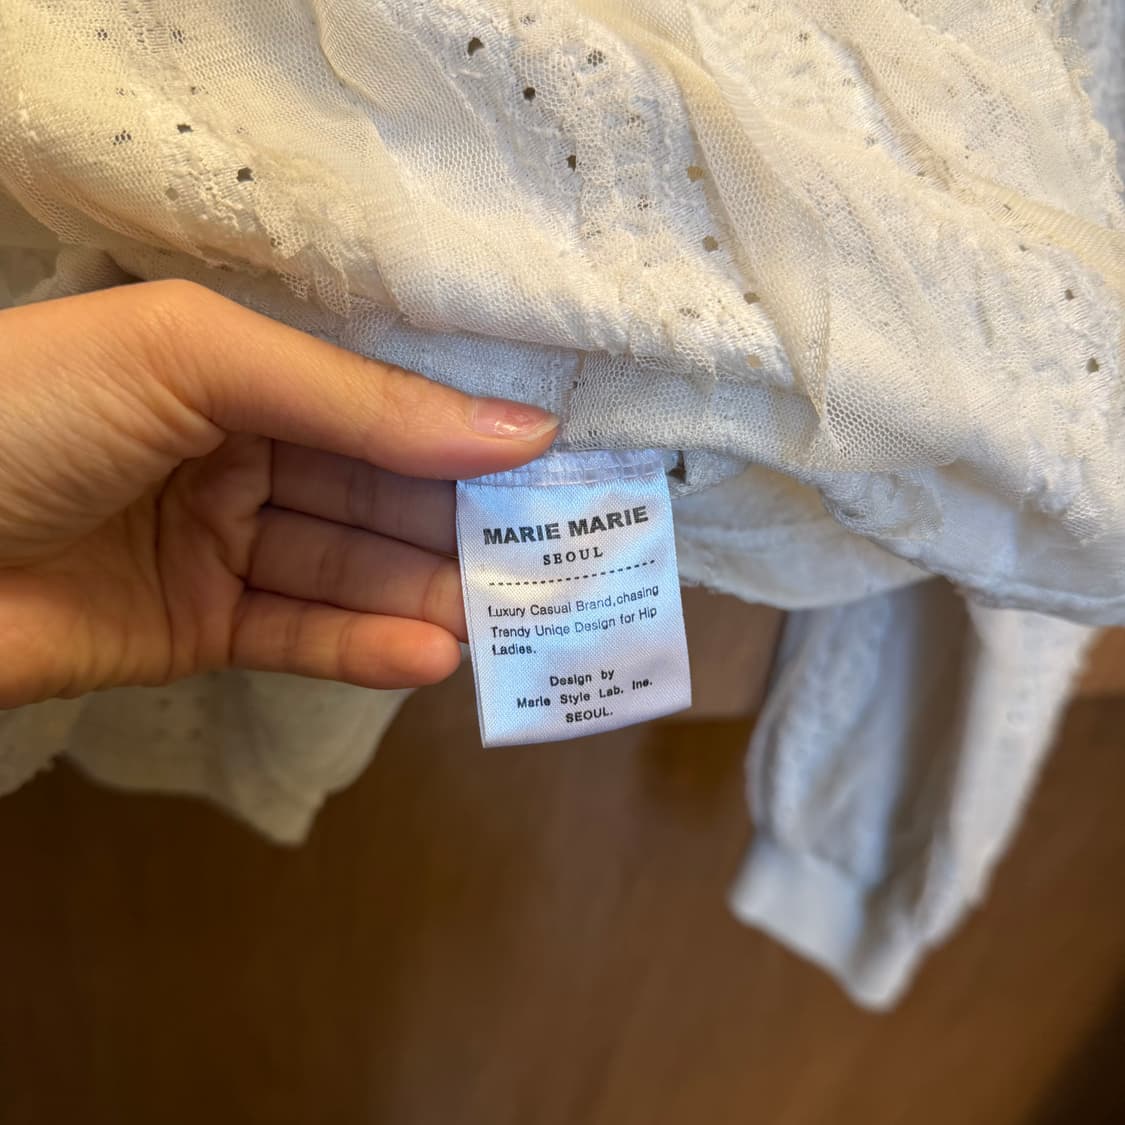 MARIE MARIE
SEOUL
Luxury Casual Brand,chasing
Trendy Uniqe Design for Hip
Ladies.
Design by
Marie Style Lab. Inc.
SEOUL.